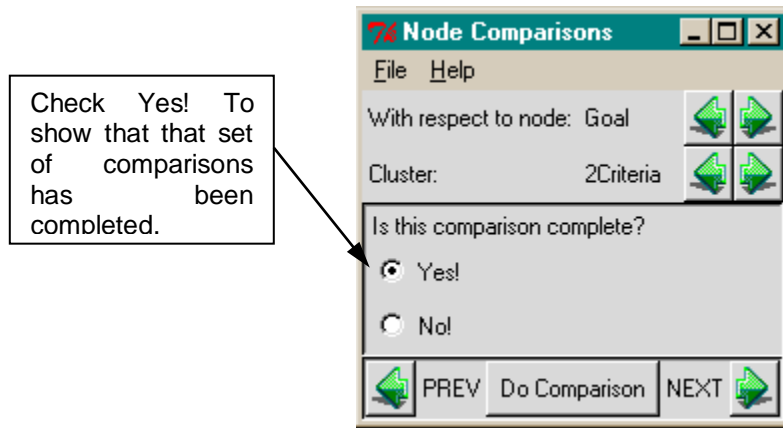 Check Yes! To
show that that set
of comparisons
has been
completed.
Node Comparisons
File Help
With respect to node: Goal
Cluster: 2Criteria
Is this comparison complete?
Yes!
No!
PREV Do Comparison NEXT